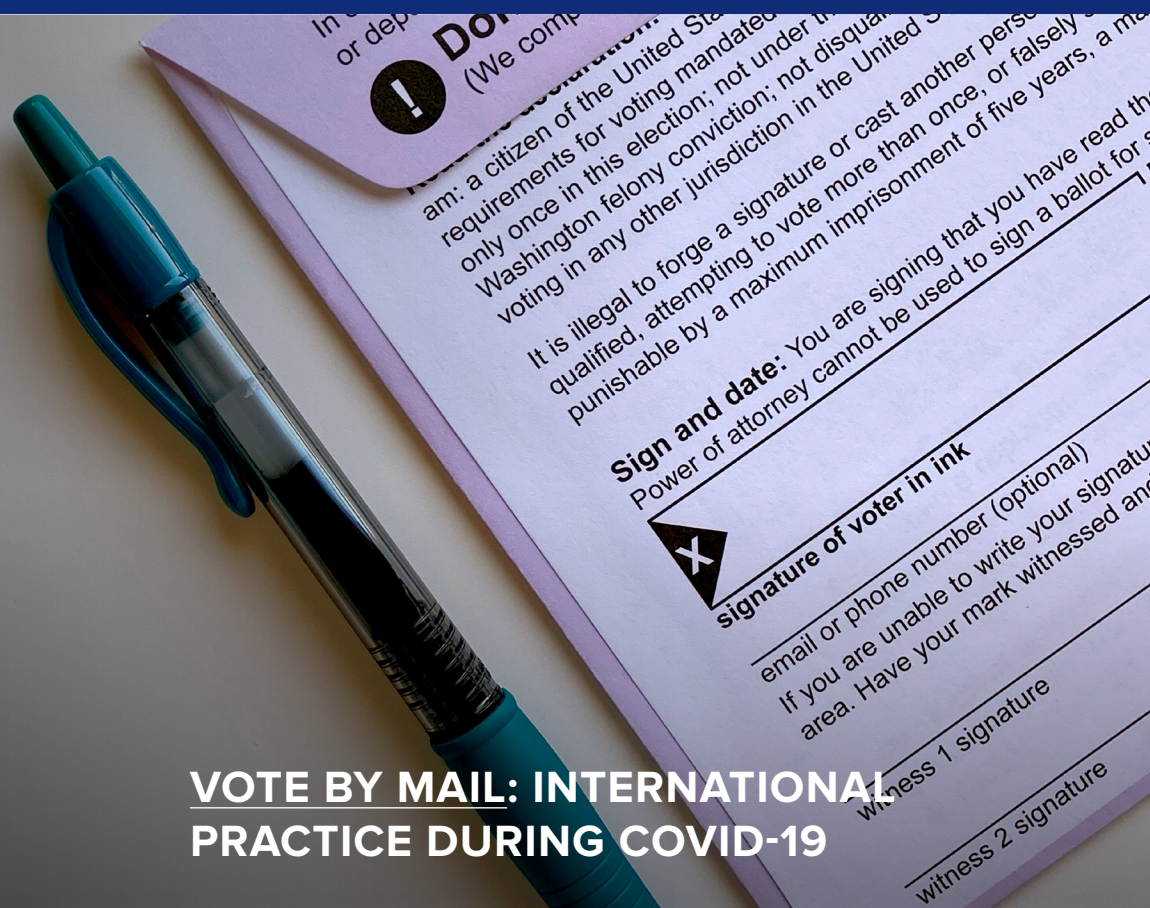 In
or dep
! Don
(We comp
am: a citizen of the United Sta
requirements for voting mandated
only once in this election; not under th
Washington felony conviction; not disqua
voting in any other jurisdiction in the United S
It is illegal to forge a signature or cast another pers
qualified, attempting to vote more than once, or falsely s
punishable by a maximum imprisonment of five years, a ma
Sign and date: You are signing that you have read th
Power of attorney cannot be used to sign a ballot for s
X
signature of voter in ink
email or phone number (optional)
If you are unable to write your signatu
area. Have your mark witnessed and
witness 1 signature
witness 2 signature
VOTE BY MAIL: INTERNATIONAL
PRACTICE DURING COVID-19